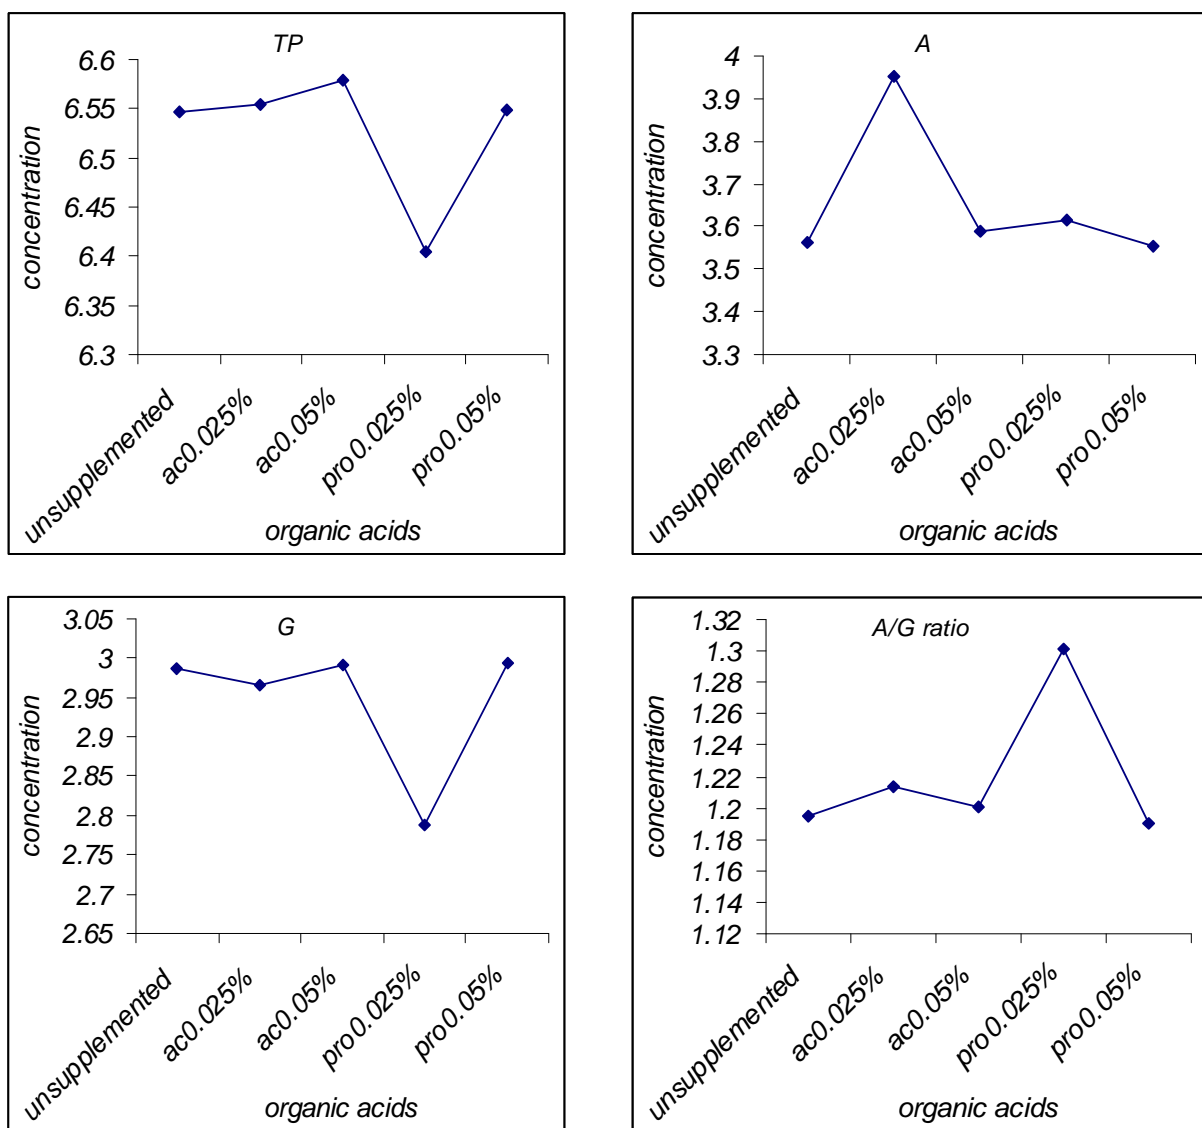 TP
concentration
6.6
6.55
6.5
6.45
6.4
6.35
6.3
unsupplemented
ac0.025%
ac0.05%
pro0.025%
pro0.05%
organic acids
A
concentration
4
3.9
3.8
3.7
3.6
3.5
3.4
3.3
unsupplemented
ac0.025%
ac0.05%
pro0.025%
pro0.05%
organic acids
G
concentration
3.05
3
2.95
2.9
2.85
2.8
2.75
2.7
2.65
unsupplemented
ac0.025%
ac0.05%
pro0.025%
pro0.05%
organic acids
A/G ratio
concentration
1.32
1.3
1.28
1.26
1.24
1.22
1.2
1.18
1.16
1.14
1.12
unsupplemented
ac0.025%
ac0.05%
pro0.025%
pro0.05%
organic acids